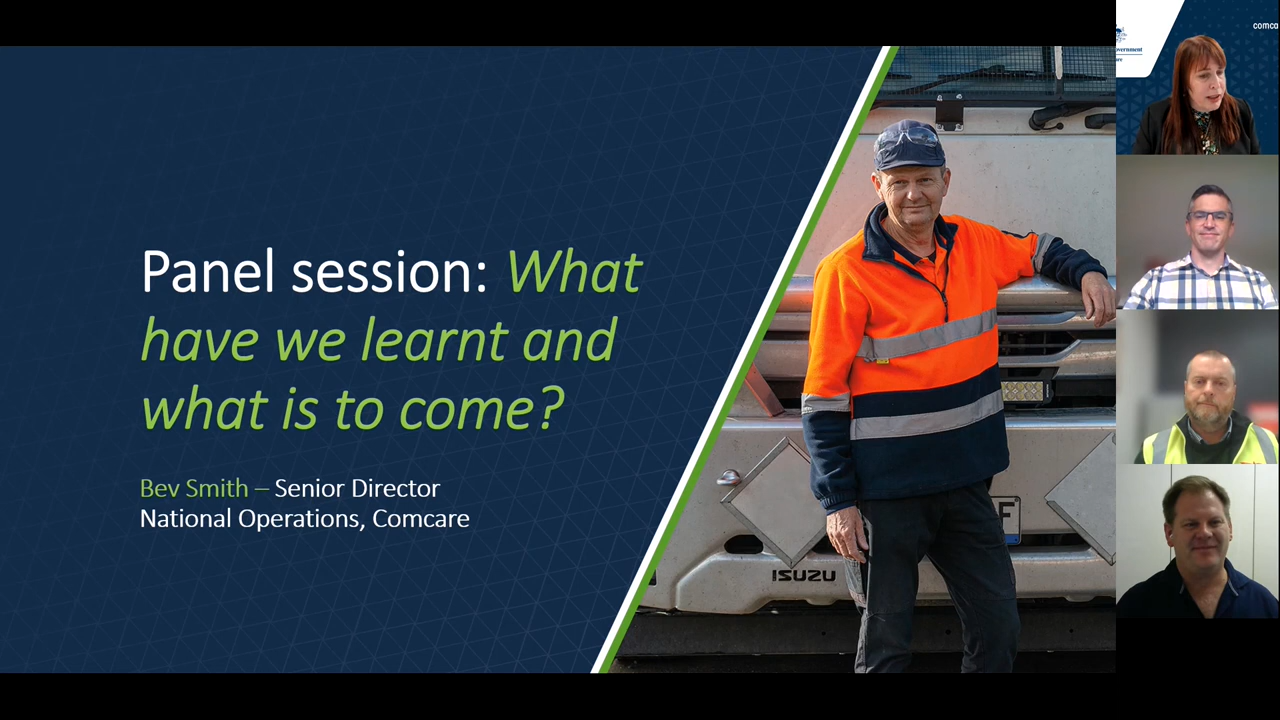 Panel session: What
have we learnt and
what is to come?
Bev Smith – Senior Director
National Operations, Comcare
ISUZU
F